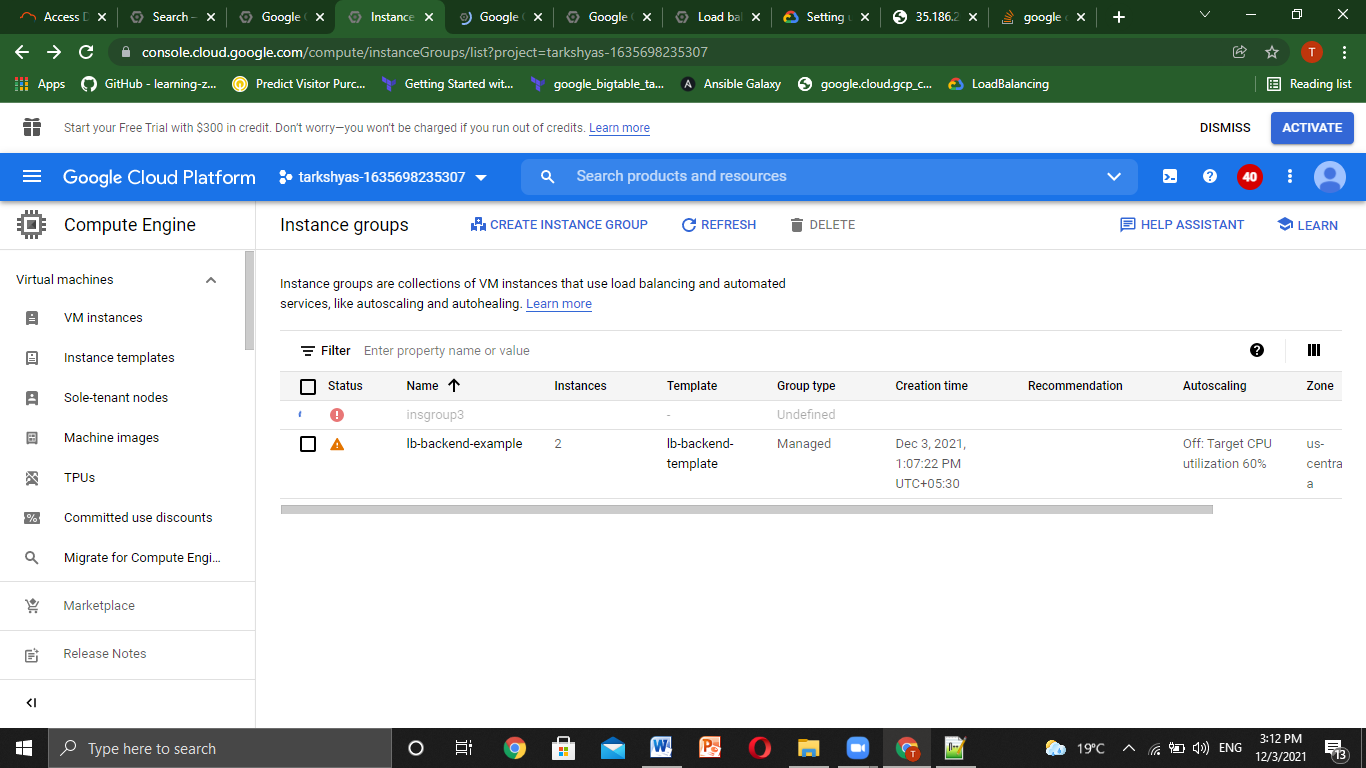 Access D
Search –
Google C
Instance
Google C
Google C
Load bal
Setting u
35.186.2
google c
console.cloud.google.com/compute/instanceGroups/list?project=tarkshyas-1635698235307
T
Apps
GitHub - learning-z...
Predict Visitor Purc...
Getting Started wit...
google_bigtable_ta...
Ansible Galaxy
google.cloud.gcp_c...
LoadBalancing
Reading list
Start your Free Trial with $300 in credit. Don't worry—you won't be charged if you run out of credits. Learn more
DISMISS
ACTIVATE
Google Cloud Platform
tarkshyas-1635698235307
Search products and resources
40
Compute Engine
Instance groups
CREATE INSTANCE GROUP
REFRESH
DELETE
HELP ASSISTANT
LEARN
Virtual machines
VM instances
Instance templates
Sole-tenant nodes
Machine images
TPUs
Committed use discounts
Migrate for Compute Engi...
Marketplace
Release Notes
Instance groups are collections of VM instances that use load balancing and automated
services, like autoscaling and autohealing. Learn more
Filter Enter property name or value
Status Name Instances Template Group type Creation time Recommendation Autoscaling Zone
insgroup3 - Undefined
lb-backend-example 2 lb-backend- Managed Dec 3, 2021, Off: Target CPU us-
template 1:07:22 PM utilization 60% centra
UTC+05:30 a
Type here to search
19°C
ENG
3:12 PM
12/3/2021
13